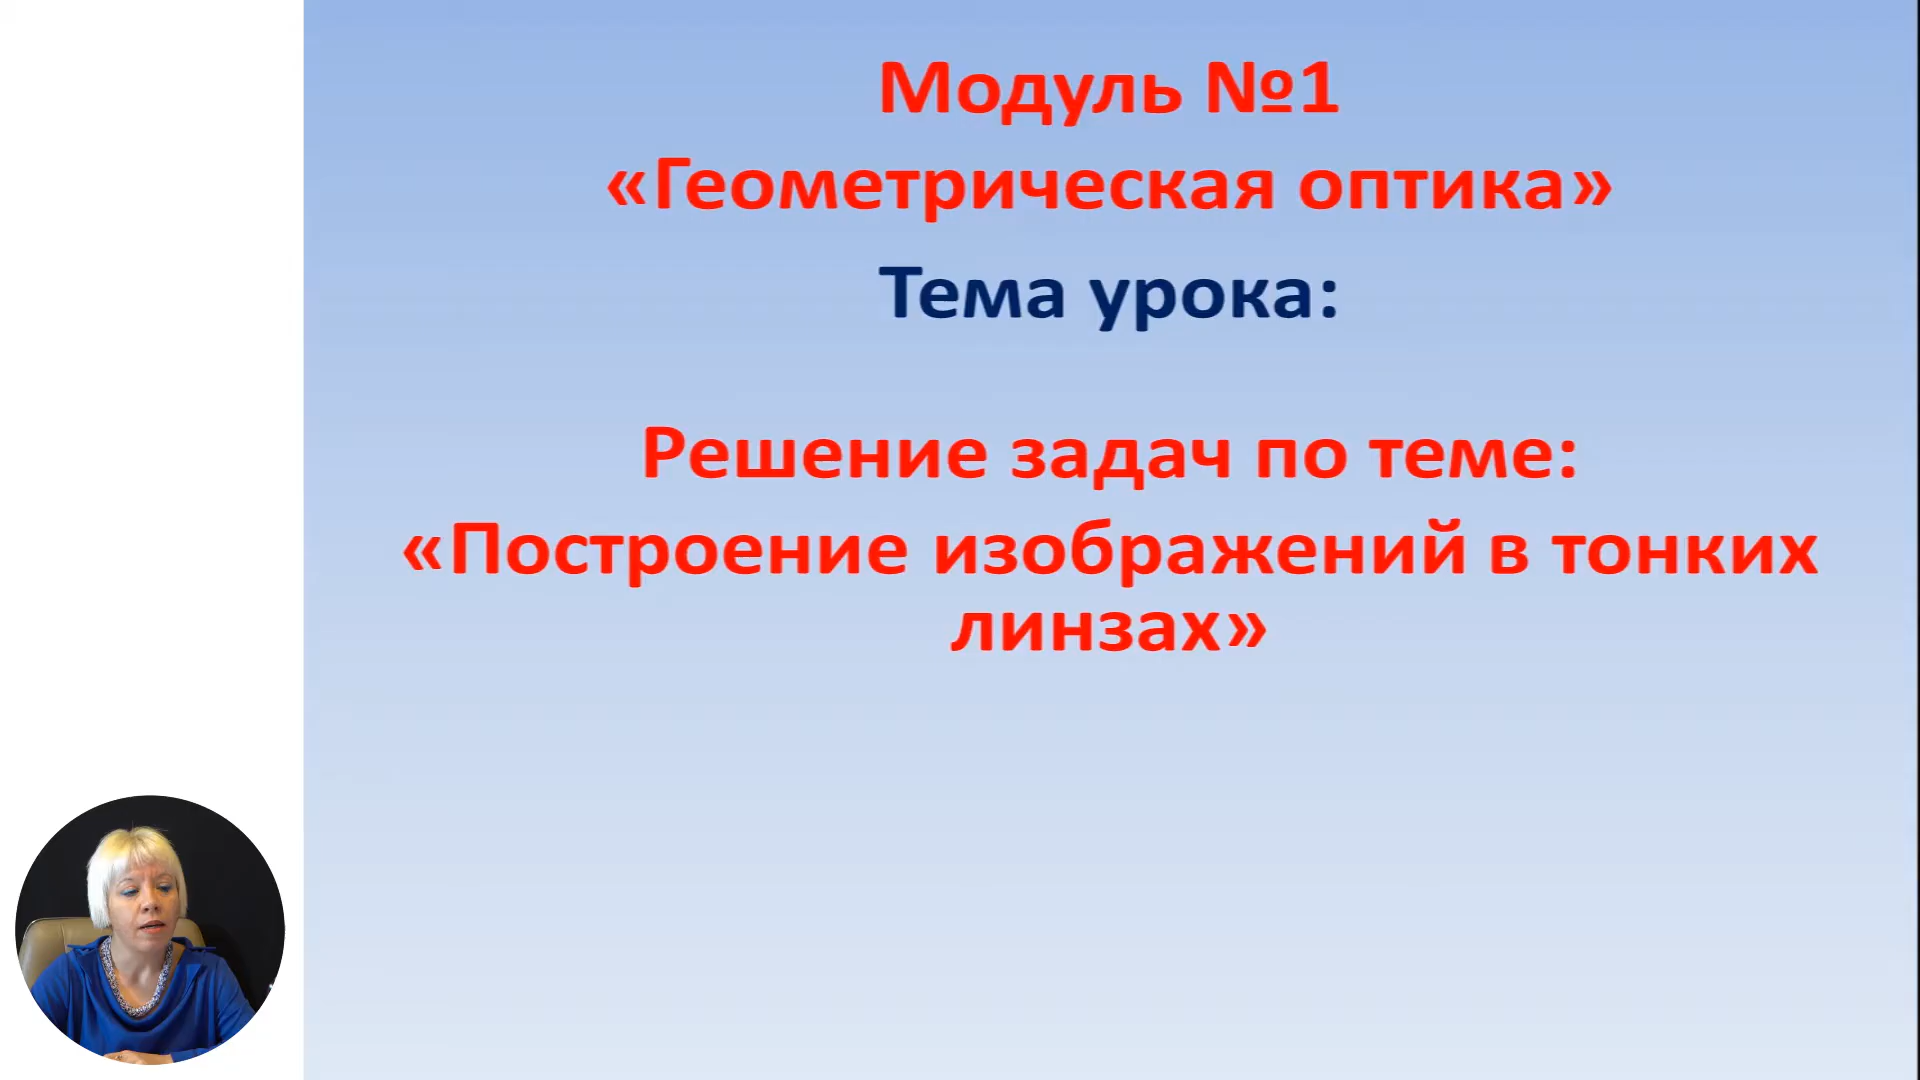 Модуль №1
«Геометрическая оптика»
Тема урока:
Решение задач по теме:
«Построение изображений в тонких
линзах»